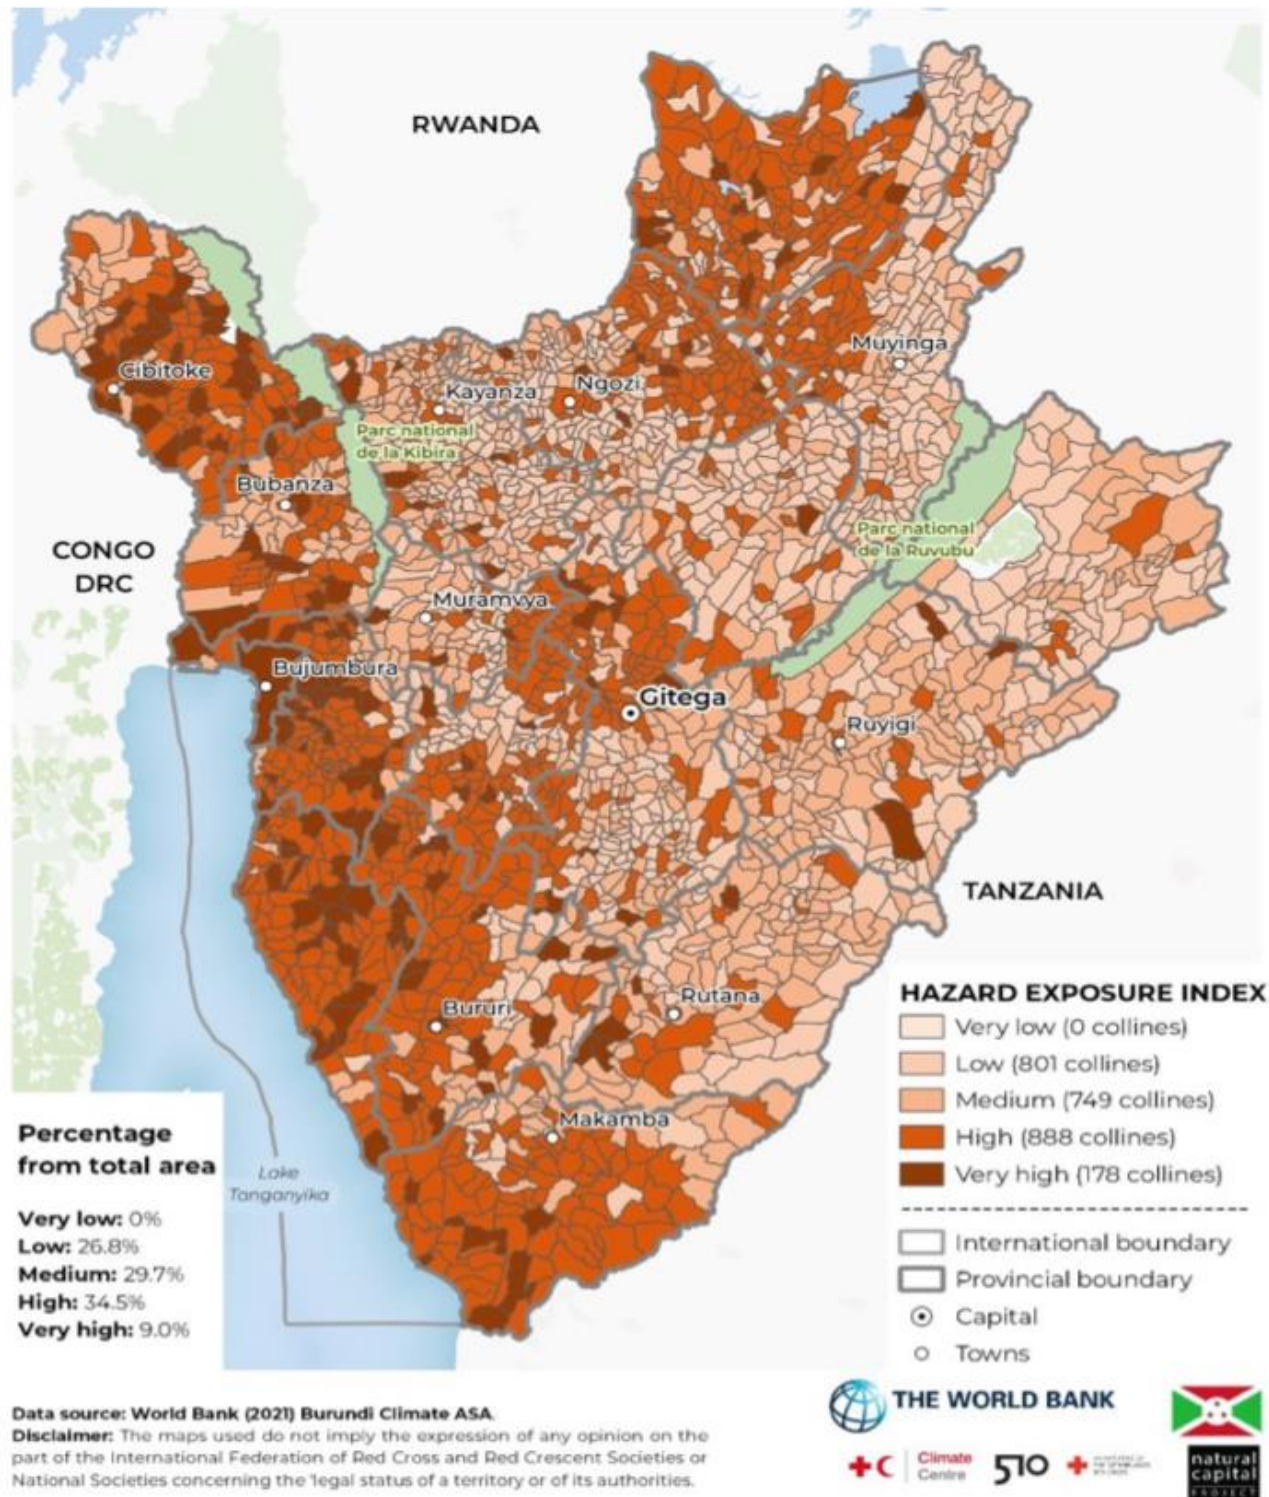 RWANDA
Cibitoke
Kayanza
Ngozi
Muyinga
Parc national
de la Kibira
Bubanza
CONGO
DRC
Parc national
de la Ruvubu
Muramvya
Bujumbura
Gitega
Ruyigi
TANZANIA
Bururi
Rutana
Makamba
Lake
Tanganyika
HAZARD EXPOSURE INDEX
Very low (0 collines)
Low (801 collines)
Medium (749 collines)
High (888 collines)
Very high (178 collines)
International boundary
Provincial boundary
Capital
Towns
Percentage
from total area
Very low: 0%
Low: 26.8%
Medium: 29.7%
High: 34.5%
Very high: 9.0%
Data source: World Bank (2021) Burundi Climate ASA
Disclaimer: The maps used do not imply the expression of any opinion on the
part of the International Federation of Red Cross and Red Crescent Societies or
National Societies concerning the 'legal status of a territory or of its authorities.
THE WORLD BANK
Climate
Centre
510
natural
capital
PROJECT